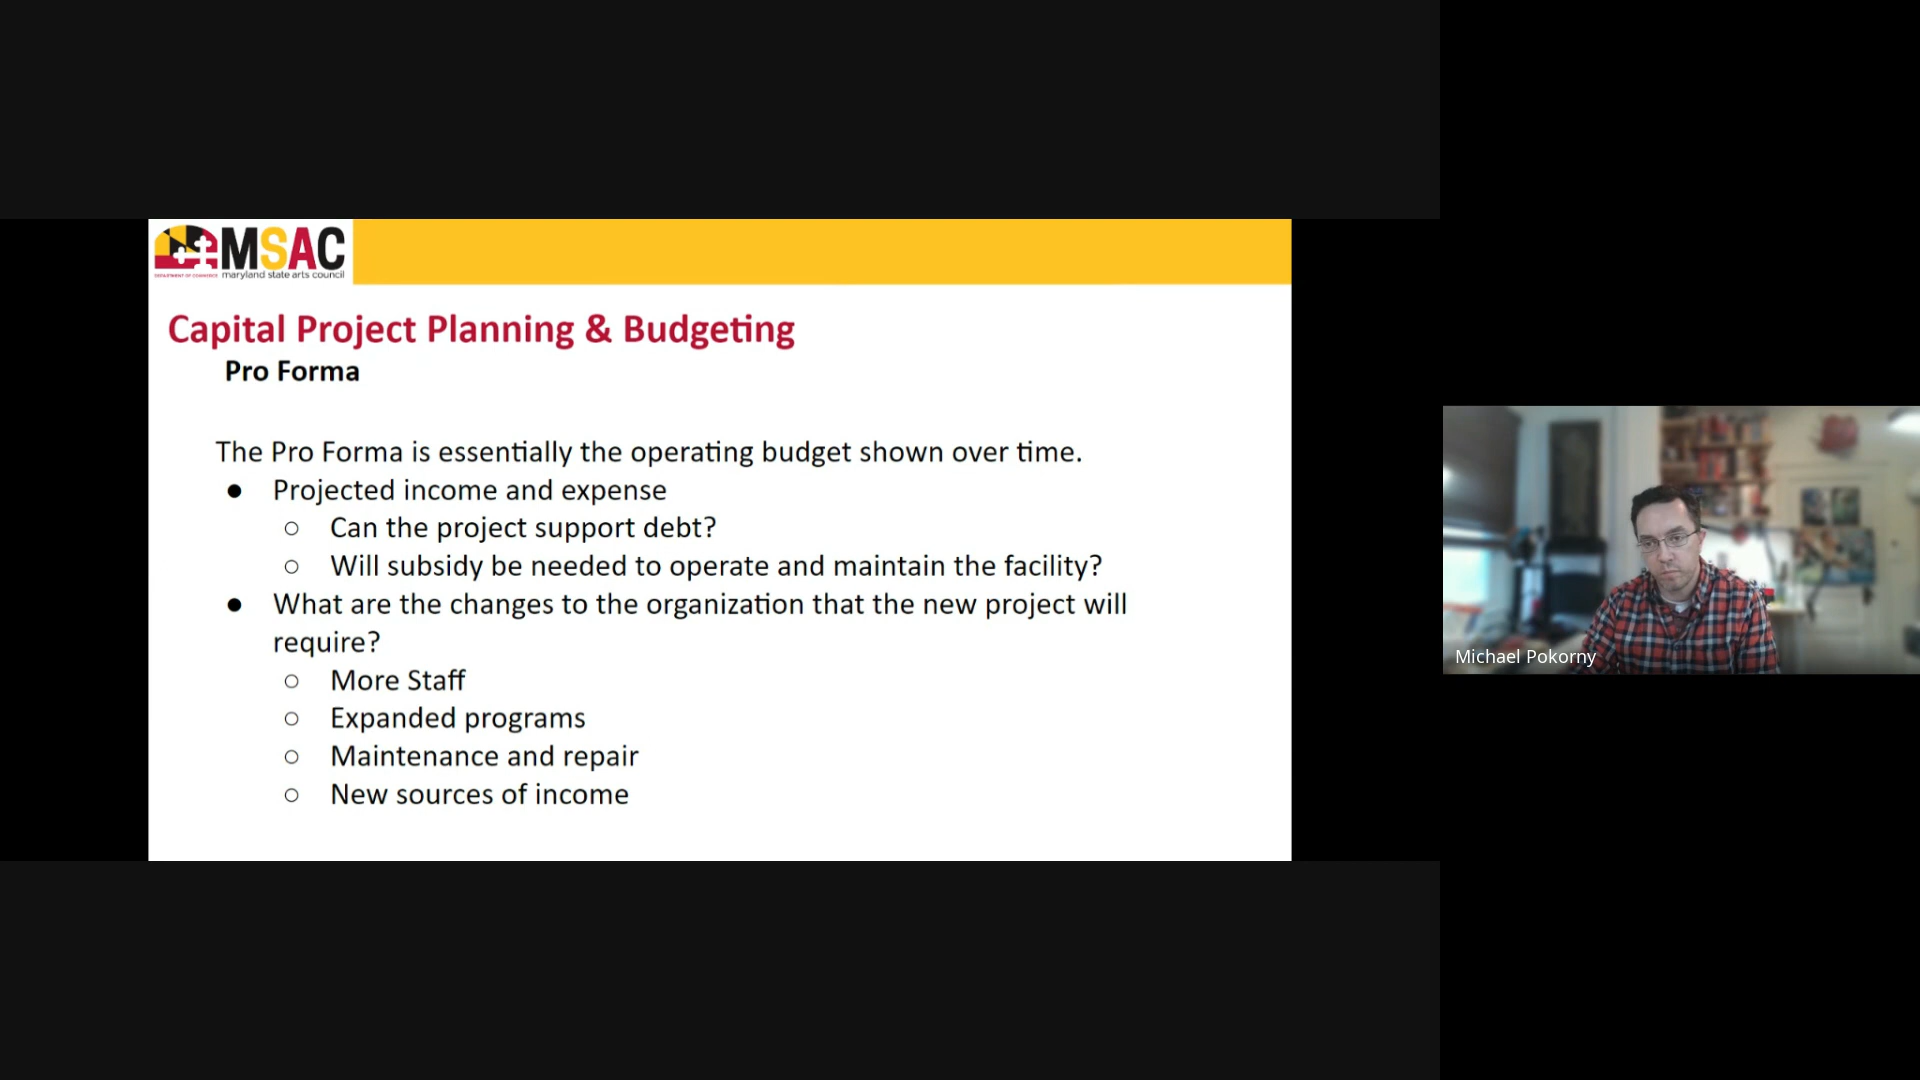 MSAC
DEPARTMENT OF COMMERCE
maryland state arts council
Capital Project Planning & Budgeting
Pro Forma
The Pro Forma is essentially the operating budget shown over time.
● Projected income and expense
○ Can the project support debt?
○ Will subsidy be needed to operate and maintain the facility?
● What are the changes to the organization that the new project will
require?
○ More Staff
○ Expanded programs
○ Maintenance and repair
○ New sources of income
Michael Pokorny